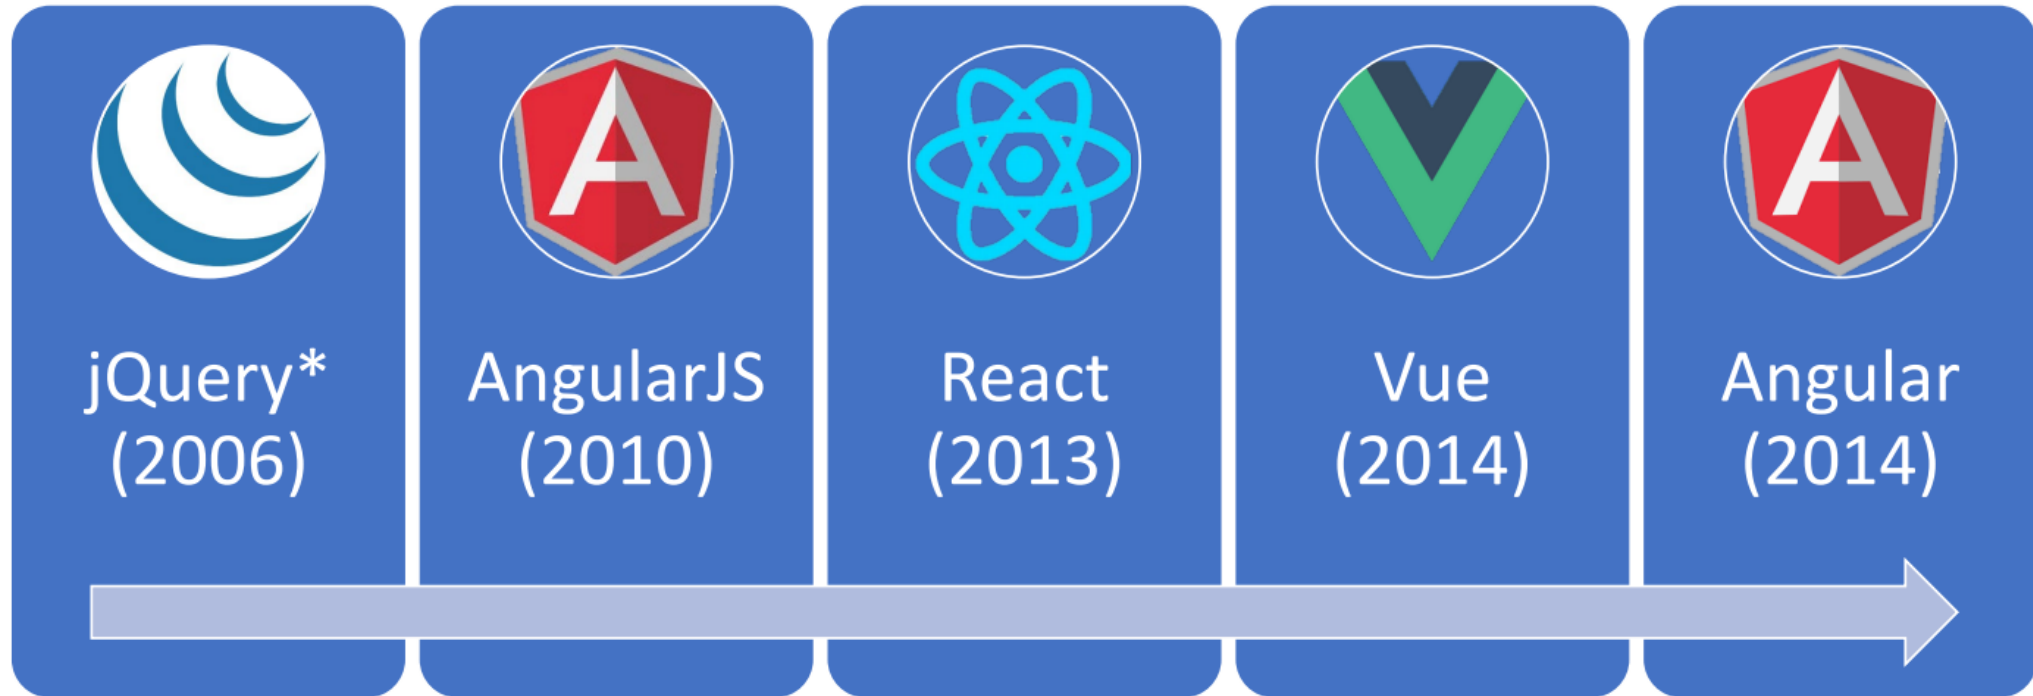 jQuery*
(2006)
AngularJS
(2010)
React
(2013)
Vue
(2014)
Angular
(2014)